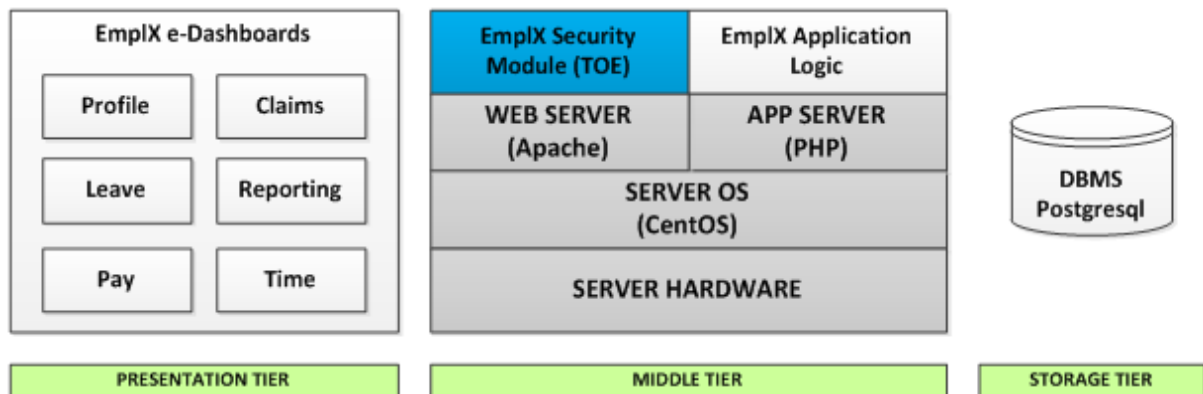 EmplX e-Dashboards
Profile
Claims
Leave
Reporting
Pay
Time
EmplX Security
Module (TOE)
EmplX Application
Logic
WEB SERVER
(Apache)
APP SERVER
(PHP)
SERVER OS
(CentOS)
SERVER HARDWARE
DBMS
Postgresql
PRESENTATION TIER
MIDDLE TIER
STORAGE TIER